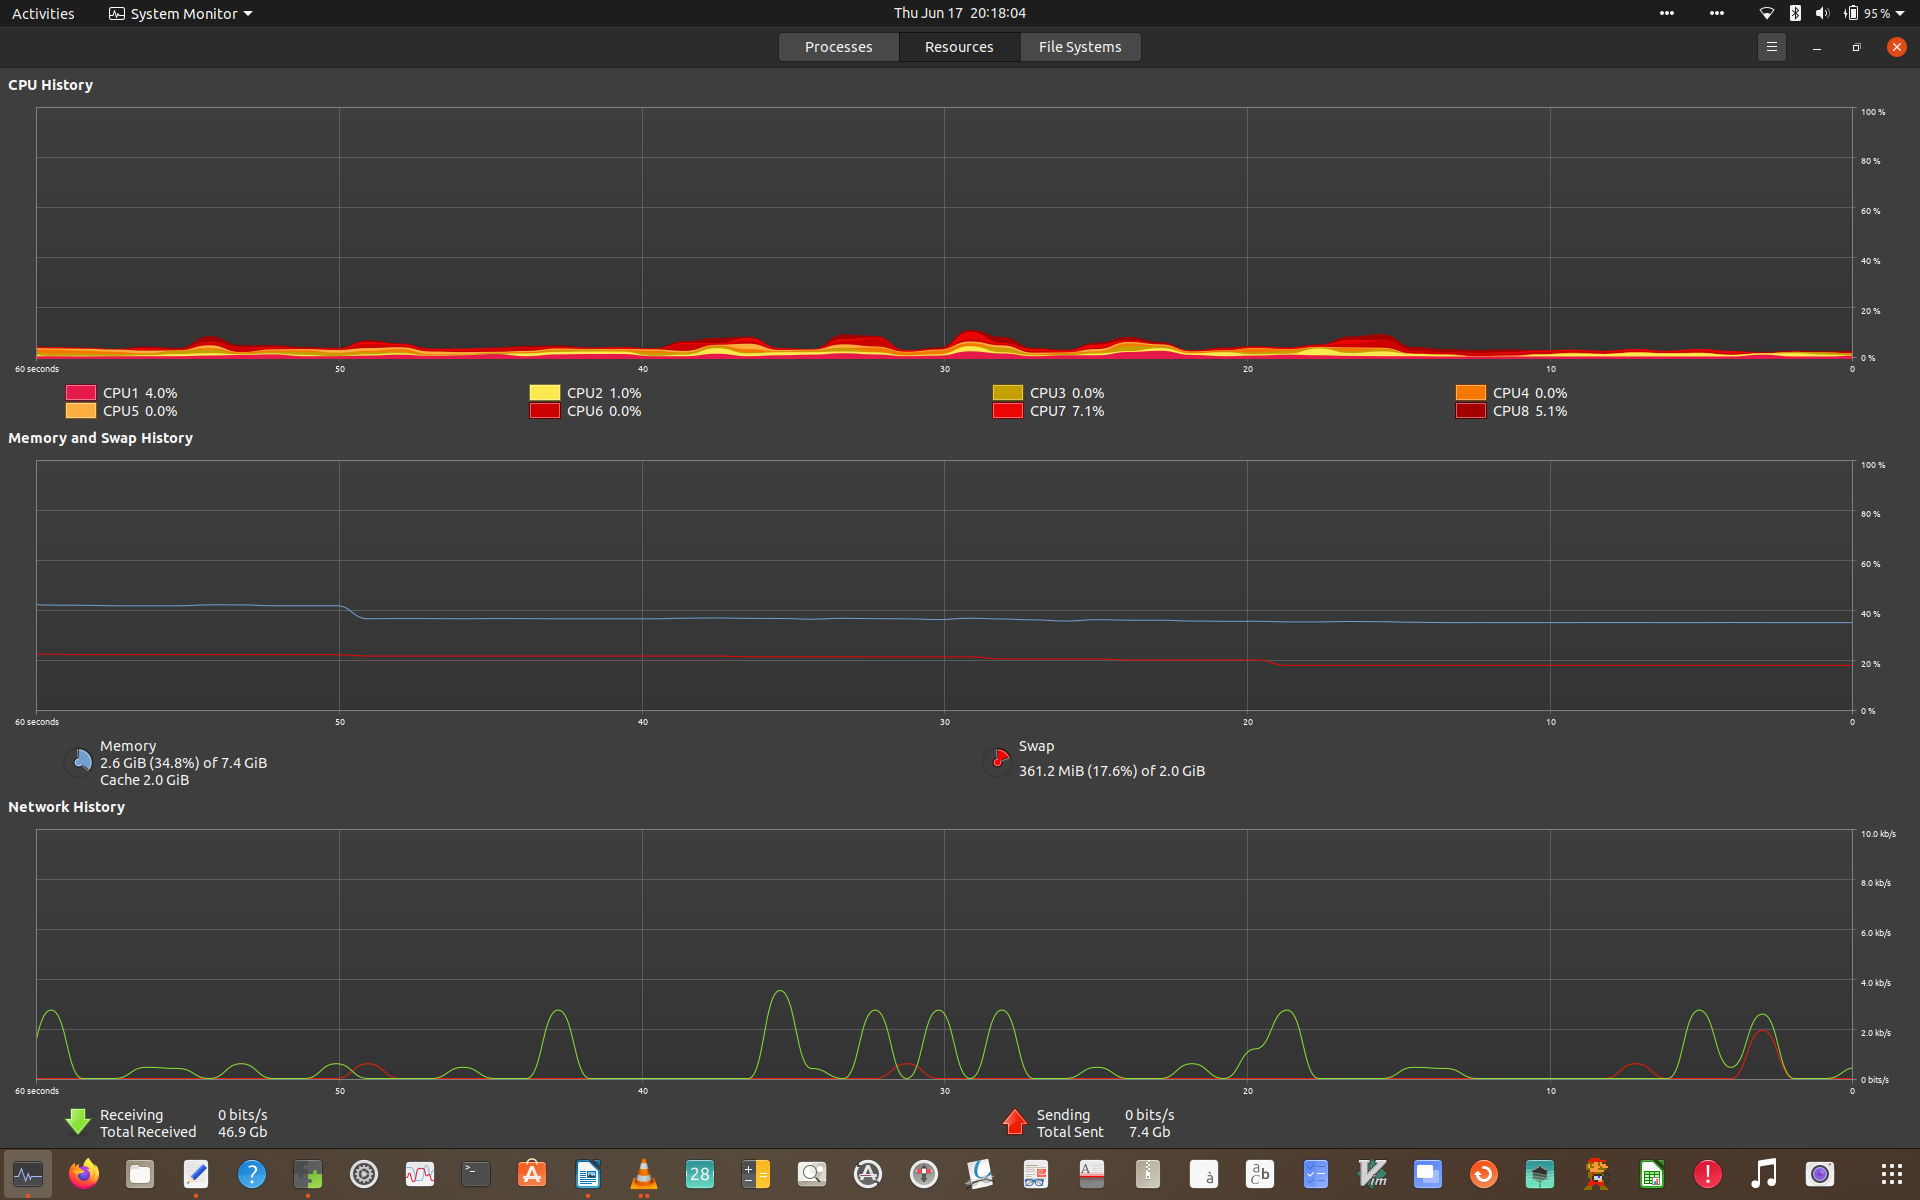 Activities System Monitor Thu Jun 17 20:18:04 95 %
Processes Resources File Systems
CPU History
100 %
80 %
60 %
40 %
20 %
0 %
60 seconds 50 40 30 20 10 0
CPU1 4.0% CPU2 1.0% CPU3 0.0% CPU4 0.0%
CPU5 0.0% CPU6 0.0% CPU7 7.1% CPU8 5.1%
Memory and Swap History
100 %
80 %
60 %
40 %
20 %
0 %
60 seconds 50 40 30 20 10 0
Memory
2.6 GiB (34.8%) of 7.4 GiB
Cache 2.0 GiB
Swap
361.2 MiB (17.6%) of 2.0 GiB
Network History
10.0 kb/s
8.0 kb/s
6.0 kb/s
4.0 kb/s
2.0 kb/s
0 bits/s
60 seconds 50 40 30 20 10 0
Receiving 0 bits/s
Total Received 46.9 Gb
Sending 0 bits/s
Total Sent 7.4 Gb
28